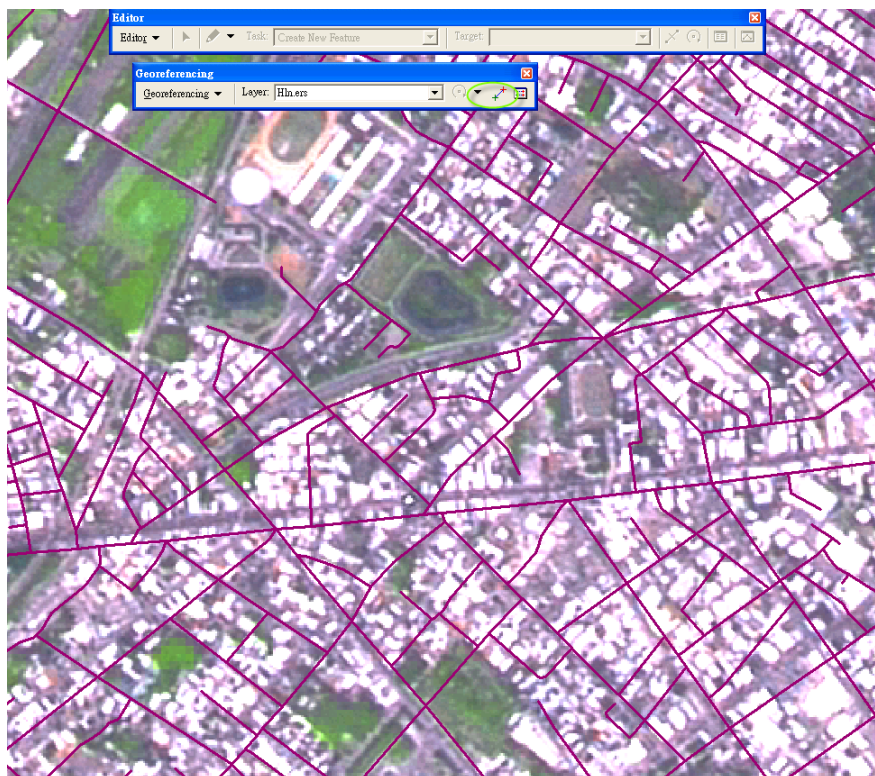 Editor
Editor Task: Create New Feature Target:
Georeferencing
Georeferencing Layer: Hln.ers